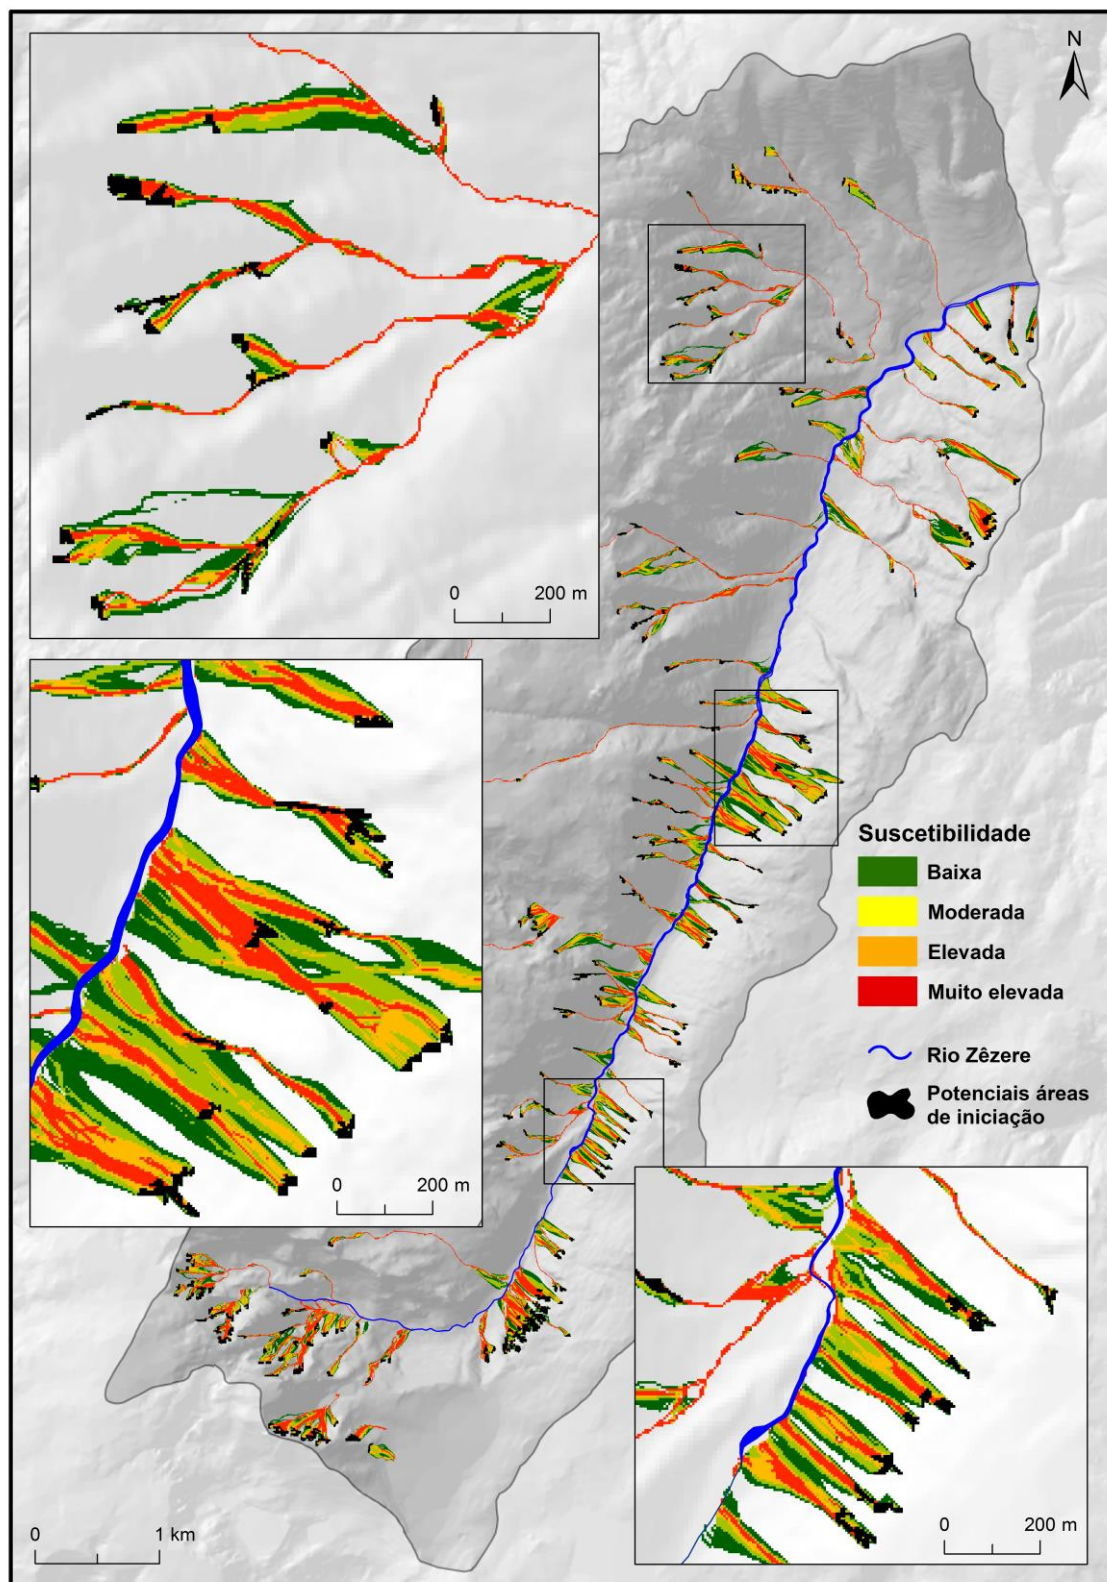 N
0 200 m
Suscetibilidade
Baixa
Moderada
Elevada
Muito elevada
Rio Zêzere
Potenciais áreas
de iniciação
0 200 m
0 1 km
0 200 m